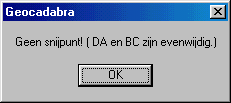 Geocadabra
Geen snijpunt! ( DA en BC zijn evenwijdig.)
OK